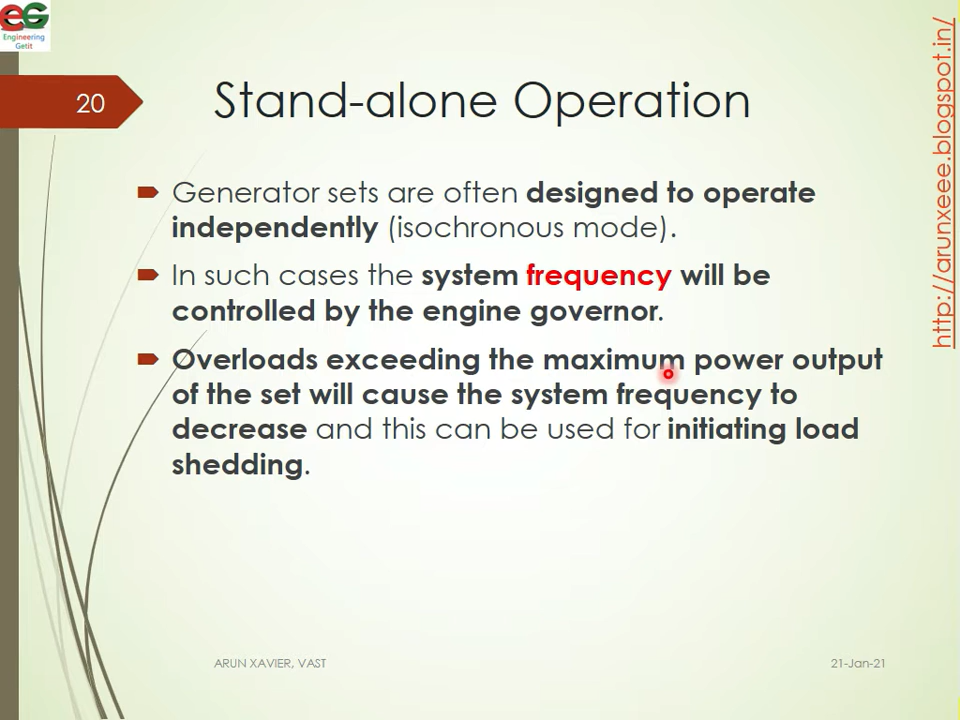 EG
Engineering
Getit
20
Stand-alone Operation
Generator sets are often designed to operate
independently (isochronous mode).
In such cases the system frequency will be
controlled by the engine governor.
Overloads exceeding the maximum power output
of the set will cause the system frequency to
decrease and this can be used for initiating load
shedding.
ARUN XAVIER, VAST
21-Jan-21
http://arunxeee.blogspot.in/